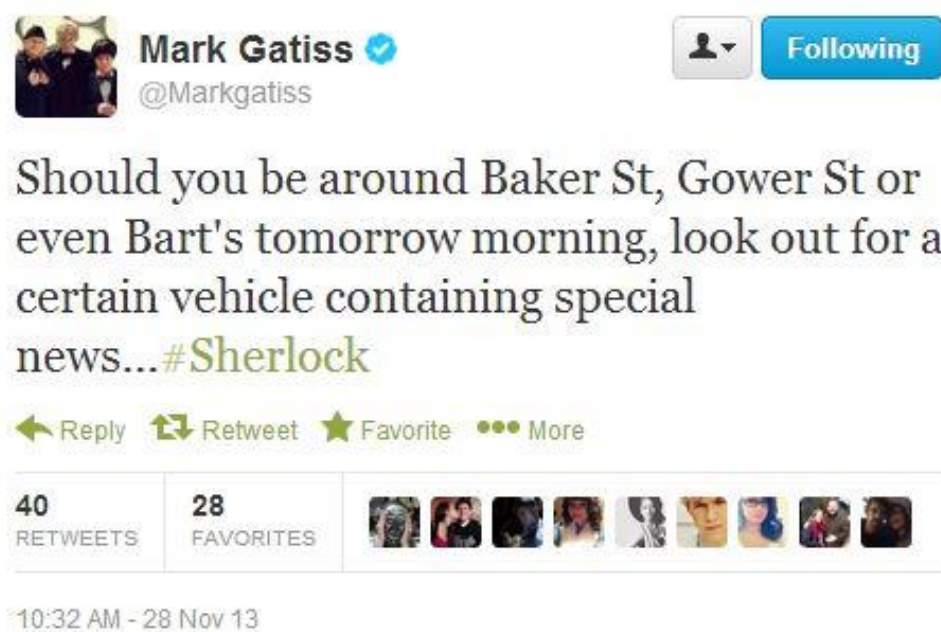 Mark Gatiss
Following
@Markgatiss
Should you be around Baker St, Gower St or
even Bart's tomorrow morning, look out for a
certain vehicle containing special
news...#Sherlock
Reply Retweet Favorite More
40 28
RETWEETS FAVORITES
10:32 AM - 28 Nov 13